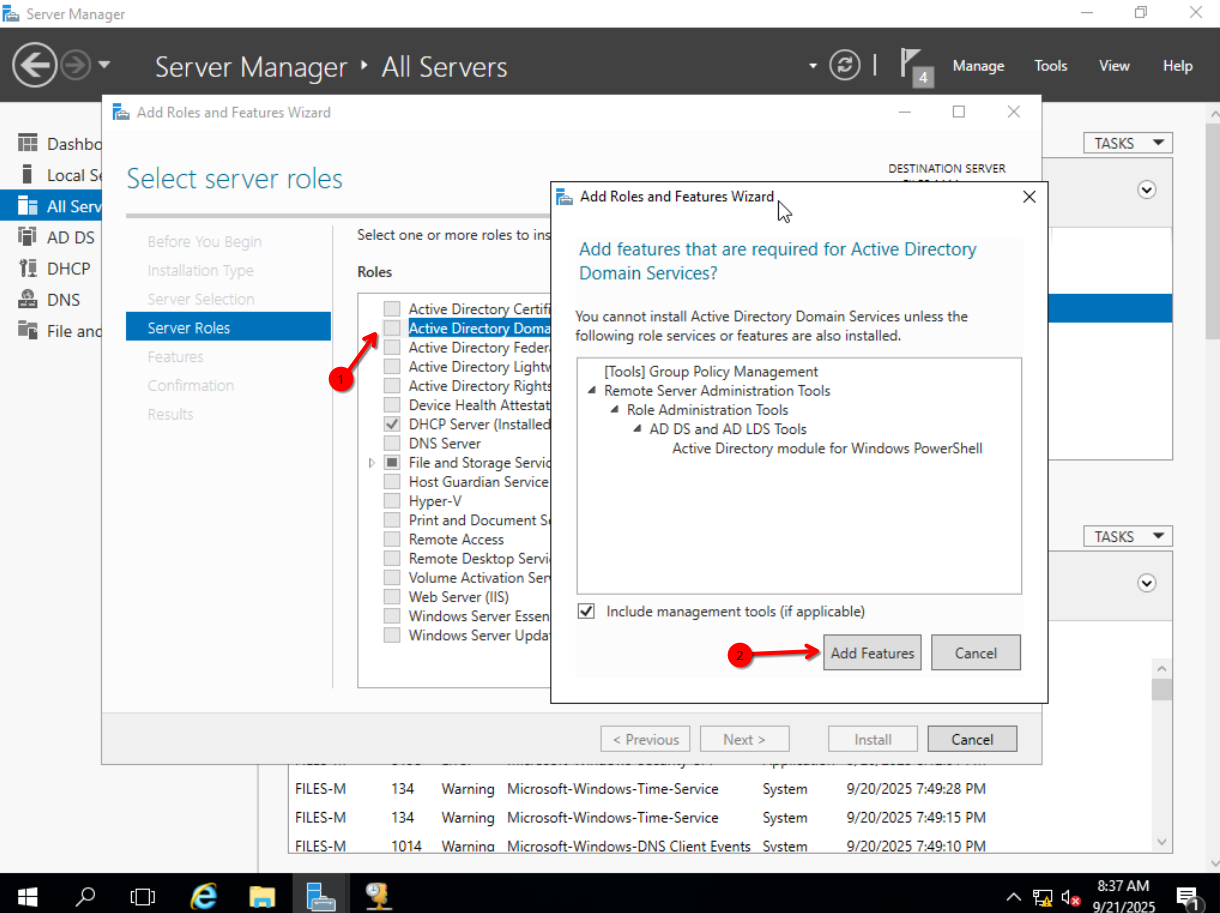 Server Manager
Server Manager ‣ All Servers
4
Manage Tools View Help
Add Roles and Features Wizard
Dashbo
Local Se
All Serv
AD DS
DHCP
DNS
File and
TASKS
Select server roles
DESTINATION SERVER
Before You Begin
Installation Type
Server Selection
Server Roles
Features
Confirmation
Results
Select one or more roles to ins
Roles
Active Directory Certifi
Active Directory Doma
Active Directory Federa
Active Directory Lightw
Active Directory Rights
Device Health Attestat
DHCP Server (Installed
DNS Server
File and Storage Servic
Host Guardian Service
Hyper-V
Print and Document Se
Remote Access
Remote Desktop Servi
Volume Activation Serv
Web Server (IIS)
Windows Server Essen
Windows Server Updat
1
Add Roles and Features Wizard
Add features that are required for Active Directory
Domain Services?
You cannot install Active Directory Domain Services unless the
following role services or features are also installed.
[Tools] Group Policy Management
Remote Server Administration Tools
Role Administration Tools
AD DS and AD LDS Tools
Active Directory module for Windows PowerShell
Include management tools (if applicable)
2
Add Features Cancel
TASKS
< Previous Next > Install Cancel
FILES-M 134 Warning Microsoft-Windows-Time-Service System 9/20/2025 7:49:28 PM
FILES-M 134 Warning Microsoft-Windows-Time-Service System 9/20/2025 7:49:15 PM
FILES-M 1014 Warning Microsoft-Windows-DNS Client Events System 9/20/2025 7:49:10 PM
8:37 AM
9/21/2025
1